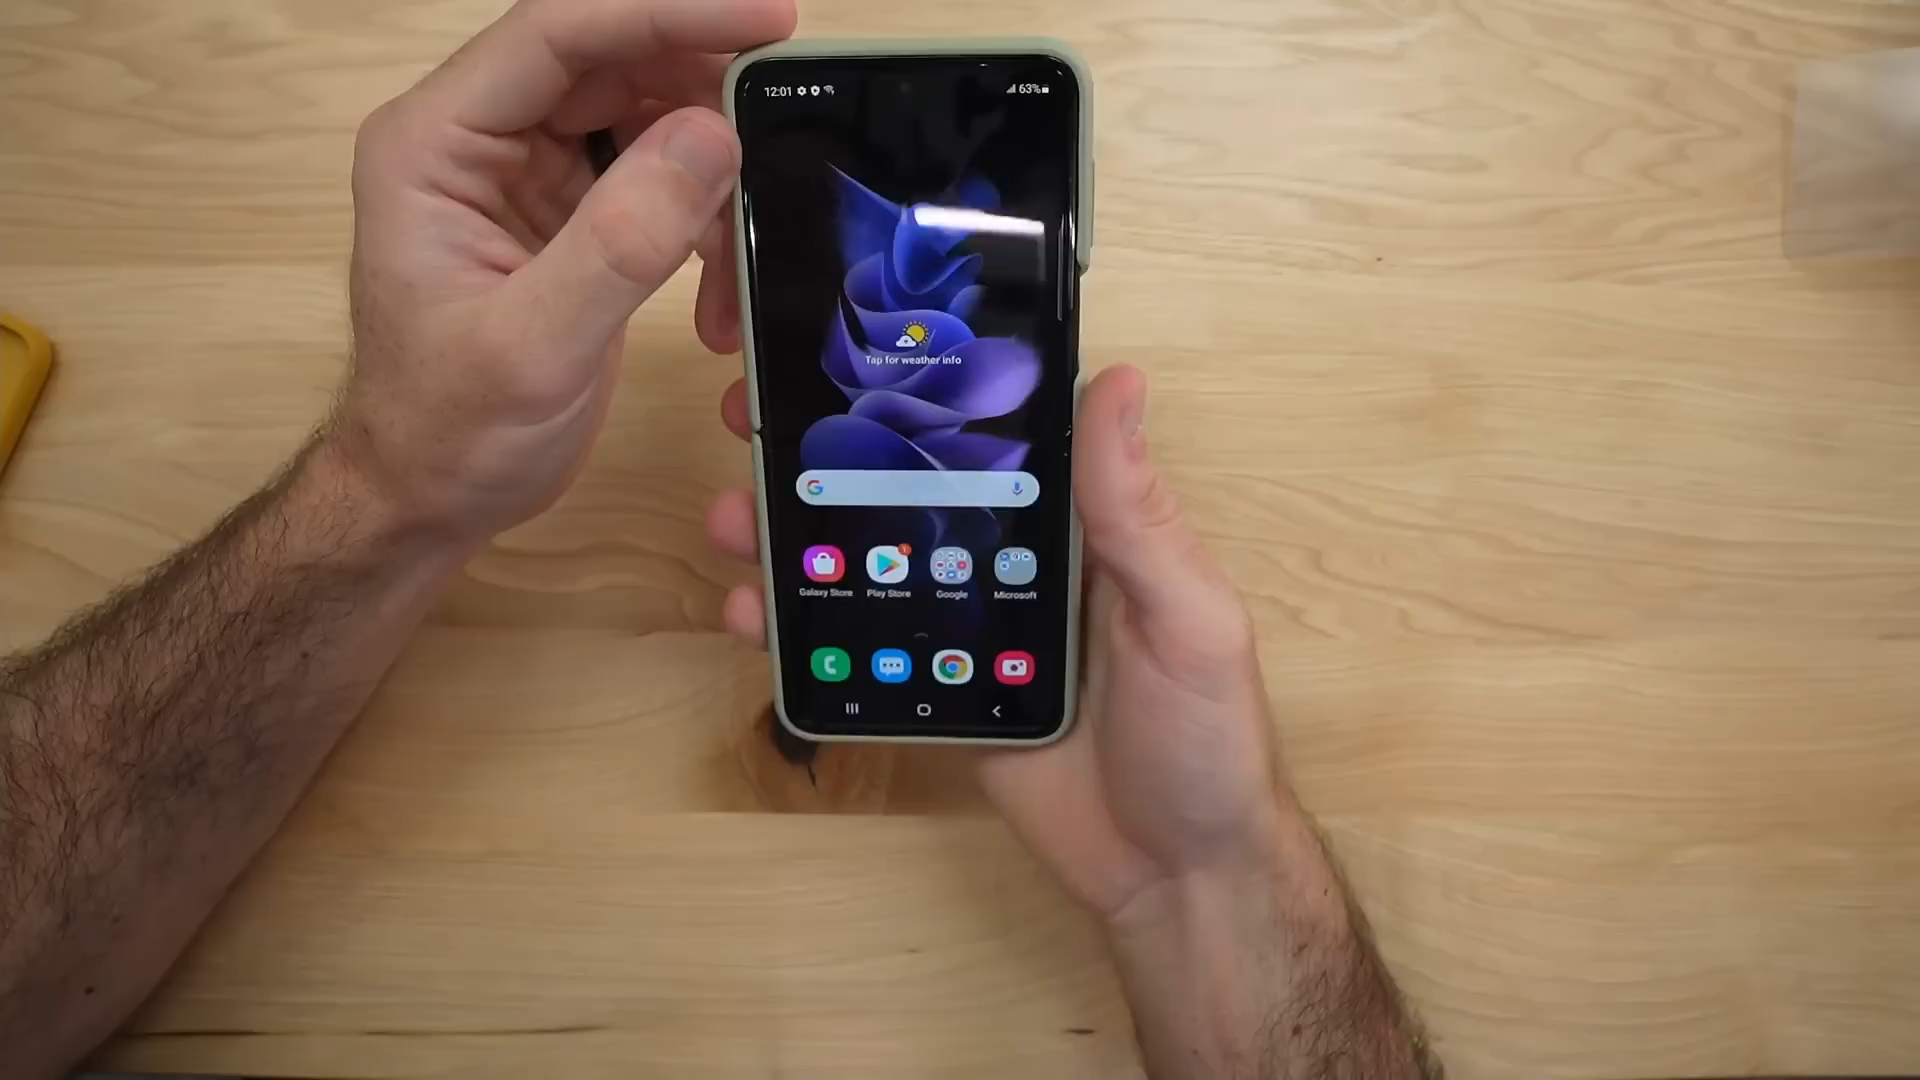 12:01
63%
Tap for weather info
G
Galaxy Store
Play Store
Google
Microsoft